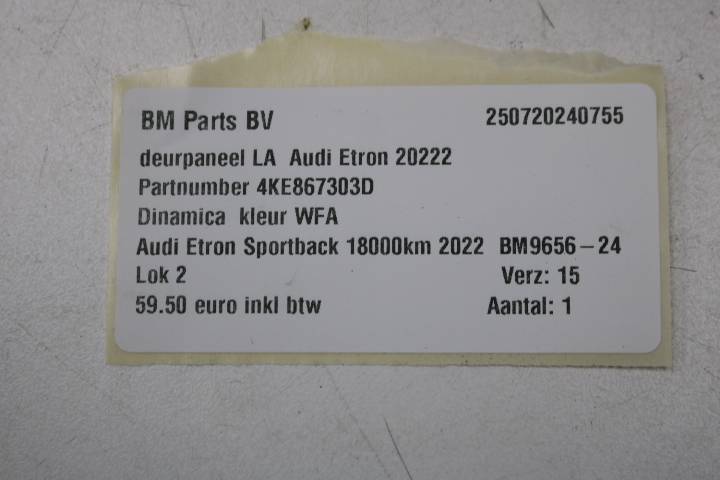 BM Parts BV 250720240755
deurpaneel LA Audi Etron 20222
Partnumber 4KE867303D
Dinamica kleur WFA
Audi Etron Sportback 18000km 2022 BM9656-24
Lok 2 Verz: 15
59.50 euro inkl btw Aantal: 1